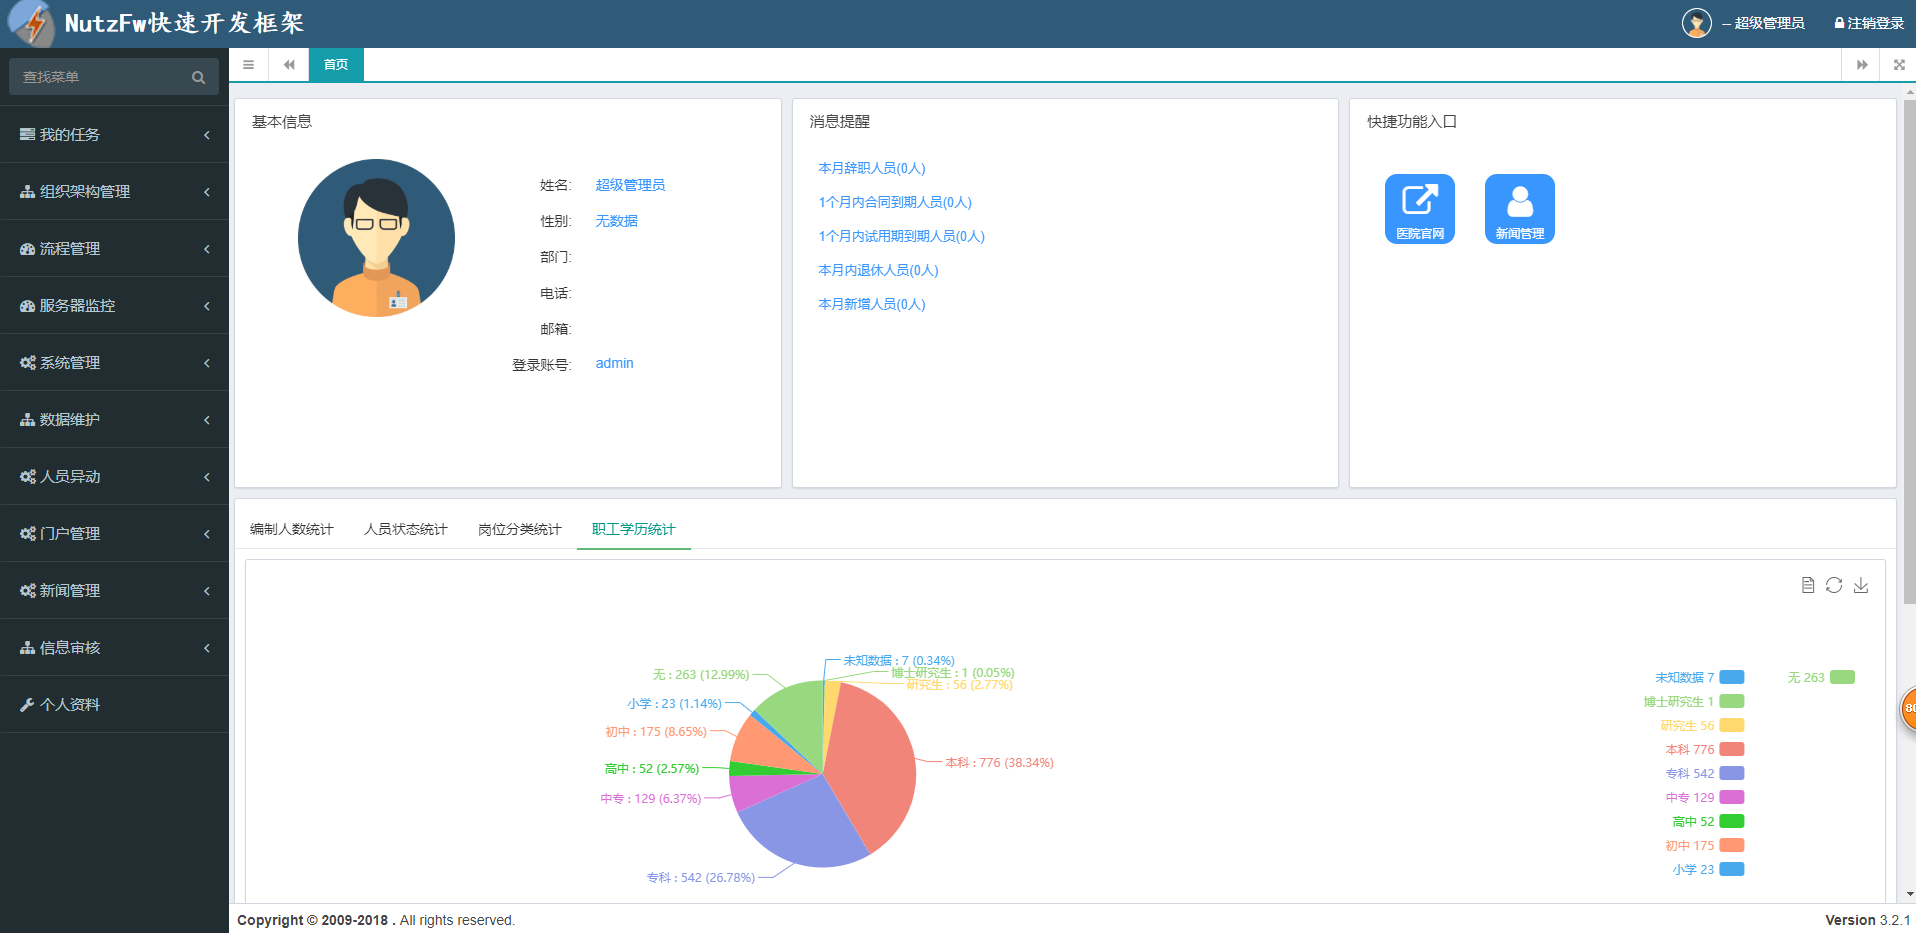 NutzFw快速开发框架
-- 超级管理员
注销登录
查找菜单
首页
我的任务
组织架构管理
流程管理
服务器监控
系统管理
数据维护
人员异动
门户管理
新闻管理
信息审核
个人资料
基本信息
姓名: 超级管理员
性别: 无数据
部门:
电话:
邮箱:
登录账号: admin
消息提醒
本月辞职人员(0人)
1个月内合同到期人员(0人)
1个月内试用期到期人员(0人)
本月内退休人员(0人)
本月新增人员(0人)
快捷功能入口
医院官网
新闻管理
编制人数统计 人员状态统计 岗位分类统计 职工学历统计
未知数据 : 7 (0.34%)
博士研究生 : 1 (0.05%)
研究生 : 56 (2.77%)
本科 : 776 (38.34%)
专科 : 542 (26.78%)
中专 : 129 (6.37%)
高中 : 52 (2.57%)
初中 : 175 (8.65%)
小学 : 23 (1.14%)
无 : 263 (12.99%)
未知数据 7
博士研究生 1
研究生 56
本科 776
专科 542
中专 129
高中 52
初中 175
小学 23
无 263
Copyright © 2009-2018 . All rights reserved.
Version 3.2.1